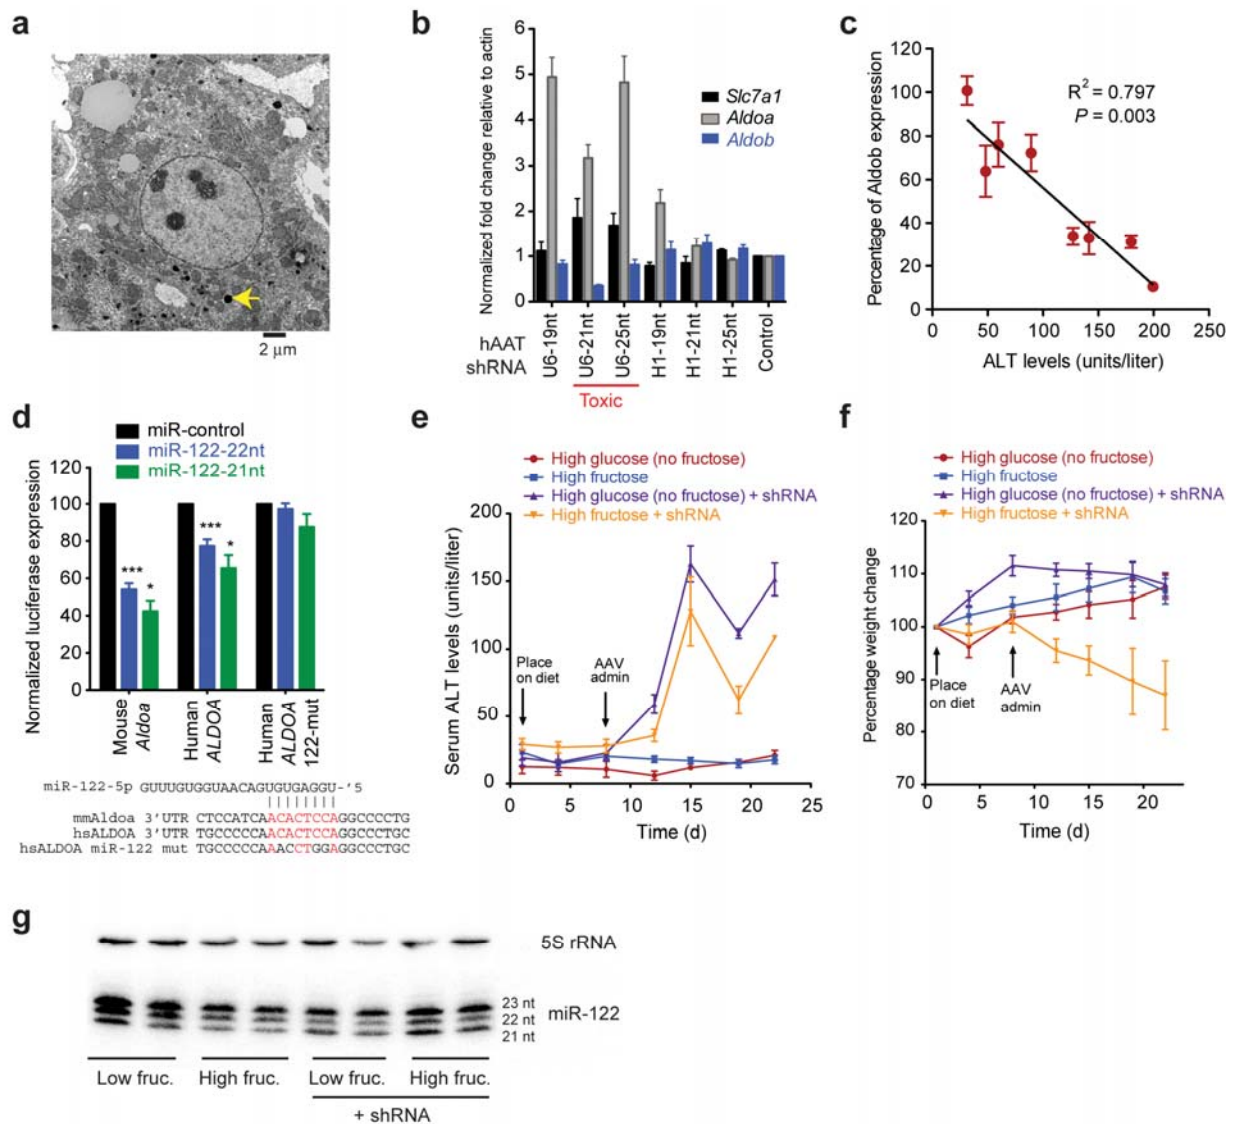 a
2 μm
b
Normalized fold change relative to actin
6
5
4
3
2
1
0
Slc7a1
Aldoa
Aldob
hAAT
shRNA
U6-19nt
U6-21nt
U6-25nt
H1-19nt
H1-21nt
H1-25nt
Control
Toxic
c
Percentage of Aldob expression
120
100
80
60
40
20
0
R² = 0.797
P = 0.003
0 50 100 150 200 250
ALT levels (units/liter)
d
miR-control
miR-122-22nt
miR-122-21nt
Normalized luciferase expression
120
100
80
60
40
20
0
*** *
*** *
Mouse
Aldoa
Human
ALDOA
Human
ALDOA
122-mut
miR-122-5p GUUUGUGGUAACAGUGUGAGGU-'5
mmAldoa 3'UTR CTCCATCAACACTCCAGGCCCCTG
hsALDOA 3'UTR TGCCCCCAACACTCCAGGCCCTGC
hsALDOA miR-122 mut TGCCCCCAAACCTGGAGGCCCTGC
e
High glucose (no fructose)
High fructose
High glucose (no fructose) + shRNA
High fructose + shRNA
Serum ALT levels (units/liter)
200
150
100
50
0
Place
on diet
AAV
admin
0 5 10 15 20 25
Time (d)
f
High glucose (no fructose)
High fructose
High glucose (no fructose) + shRNA
High fructose + shRNA
Percentage weight change
120
110
100
90
80
70
Place
on diet
AAV
admin
0 5 10 15 20
Time (d)
g
5S rRNA
23 nt
22 nt
21 nt
miR-122
Low fruc. High fruc. Low fruc. High fruc.
+ shRNA